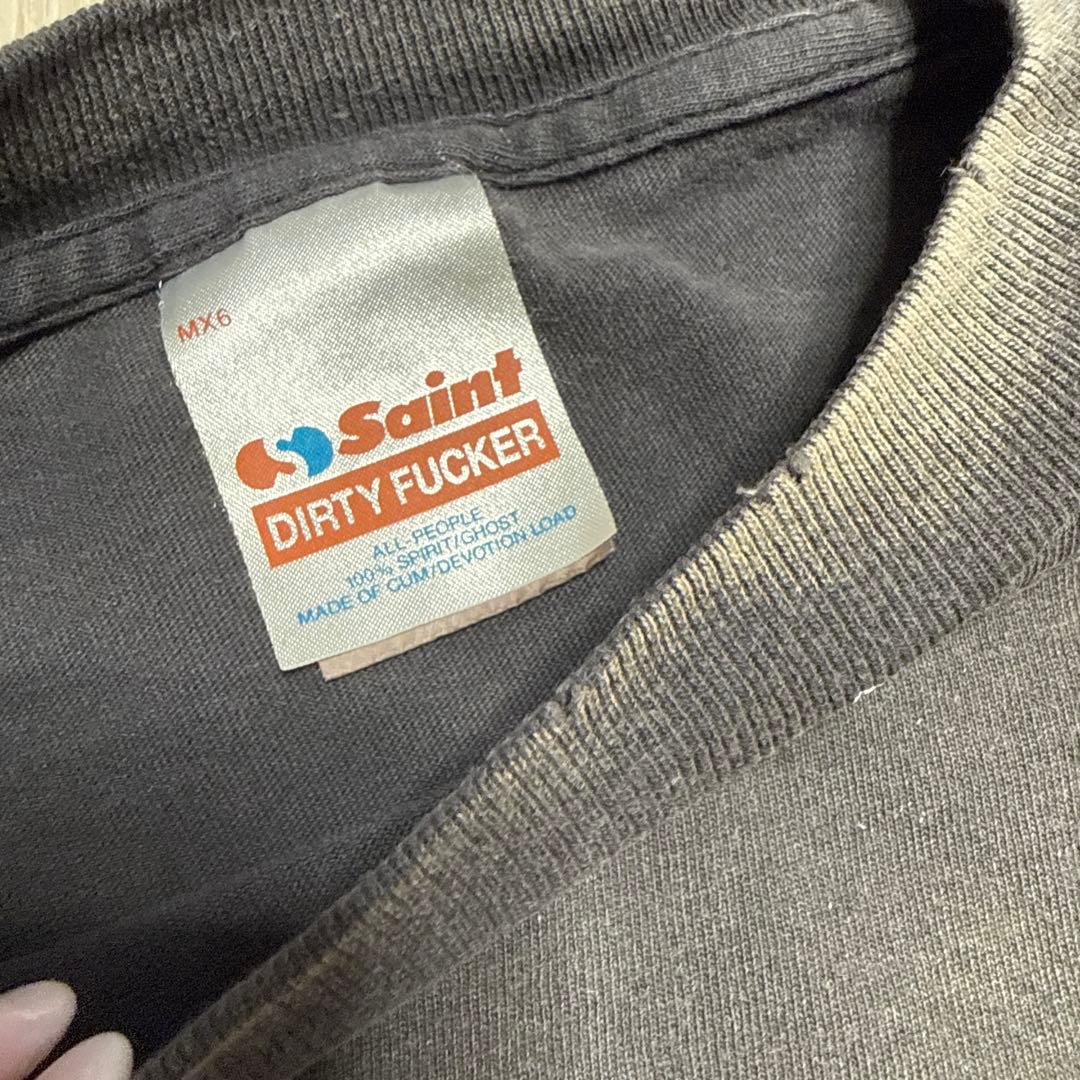 MX6
Saint
DIRTY FUCKER
ALL PEOPLE
100% SPIRIT/GHOST
MADE OF CUM/DEVOTION LOAD